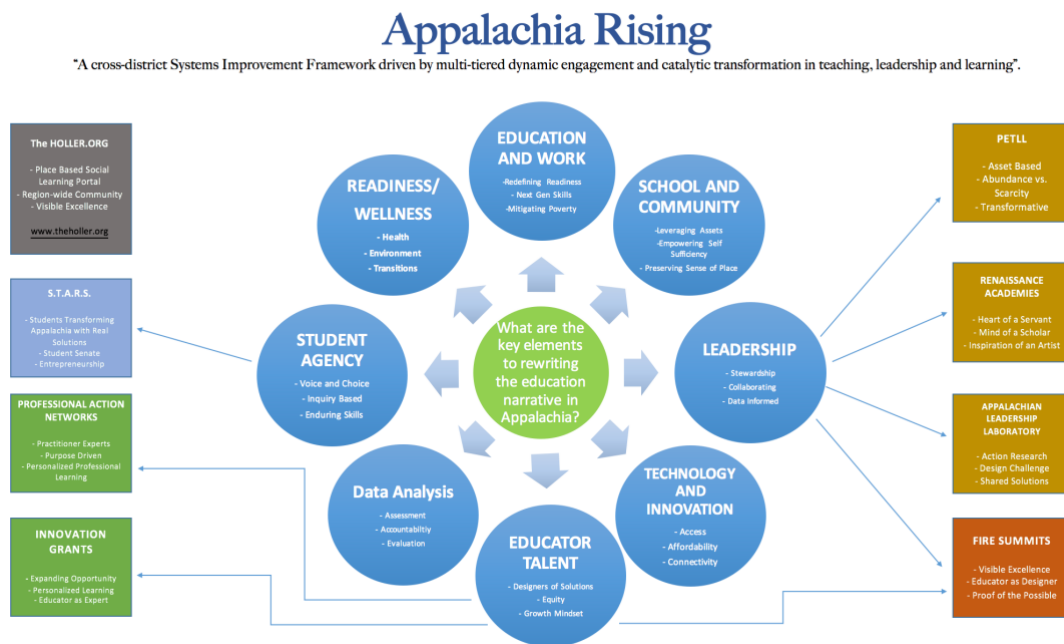 Appalachia Rising
"A cross-district Systems Improvement Framework driven by multi-tiered dynamic engagement and catalytic transformation in teaching, leadership and learning".
The HOLLER.ORG
- Place Based Social
Learning Portal
- Region-wide Community
- Visible Excellence
www.theholler.org
S.T.A.R.S.
- Students Transforming
Appalachia with Real
Solutions
- Student Senate
- Entrepreneurship
PROFESSIONAL ACTION
NETWORKS
- Practitioner Experts
- Purpose Driven
- Personalized Professional
Learning
INNOVATION
GRANTS
- Expanding Opportunity
- Personalized Learning
- Educator as Expert
EDUCATION
AND WORK
-Redefining Readiness
- Next Gen Skills
- Mitigating Poverty
READINESS/
WELLNESS
- Health
- Environment
- Transitions
SCHOOL AND
COMMUNITY
-Leveraging Assets
-Empowering Self
Sufficiency
- Preserving Sense of Place
STUDENT
AGENCY
- Voice and Choice
- Inquiry Based
- Enduring Skills
What are the
key elements
to rewriting
the education
narrative in
Appalachia?
LEADERSHIP
- Stewardship
- Collaborating
- Data Informed
Data Analysis
- Assessment
- Accountabiltiy
- Evaluation
EDUCATOR
TALENT
- Designers of Solutions
- Equity
- Growth Mindset
TECHNOLOGY
AND
INNOVATION
- Access
- Affordability
- Connectivity
PETLL
- Asset Based
- Abundance vs.
Scarcity
- Transformative
RENAISSANCE
ACADEMIES
- Heart of a Servant
- Mind of a Scholar
- Inspiration of an Artist
APPALACHIAN
LEADERSHIP
LABORATORY
- Action Research
- Design Challenge
- Shared Solutions
FIRE SUMMITS
- Visible Excellence
- Educator as Designer
- Proof of the Possible